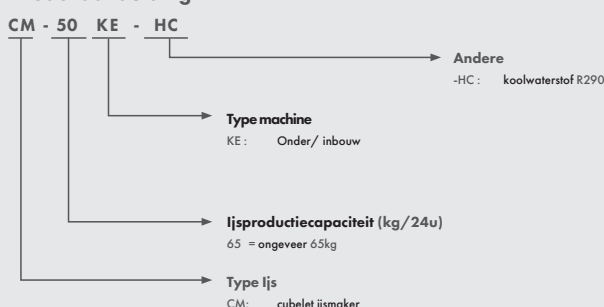 CM - 50 KE - HC
Andere
-HC : koolwaterstof R290
Type machine
KE : Onder/ inbouw
Ijsproductiecapaciteit (kg/24u)
65 = ongeveer 65kg
Type Ijs
CM: cubelet ijsmaker